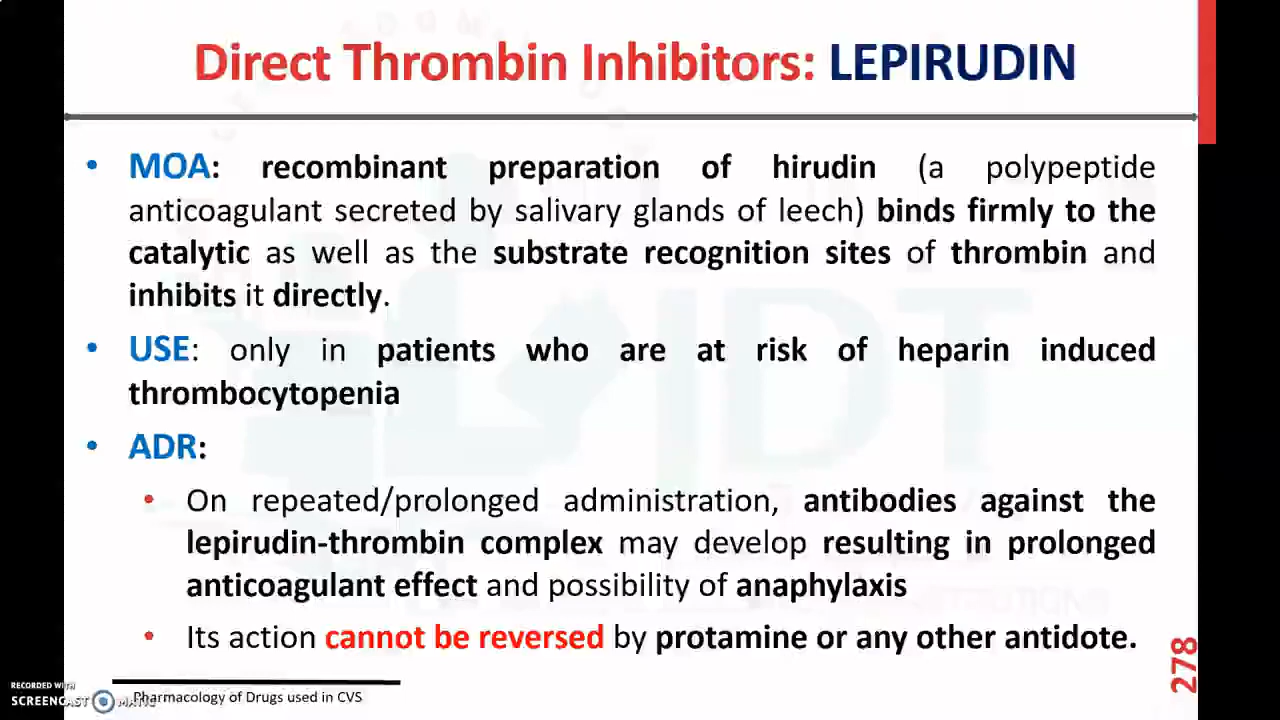 Direct Thrombin Inhibitors: LEPIRUDIN
• MOA: recombinant preparation of hirudin (a polypeptide
anticoagulant secreted by salivary glands of leech) binds firmly to the
catalytic as well as the substrate recognition sites of thrombin and
inhibits it directly.
• USE: only in patients who are at risk of heparin induced
thrombocytopenia
• ADR:
• On repeated/prolonged administration, antibodies against the
lepirudin-thrombin complex may develop resulting in prolonged
anticoagulant effect and possibility of anaphylaxis
• Its action cannot be reversed by protamine or any other antidote.
278
Pharmacology of Drugs used in CVS
RECORDED WITH
SCREENCAST MATIC
IDT